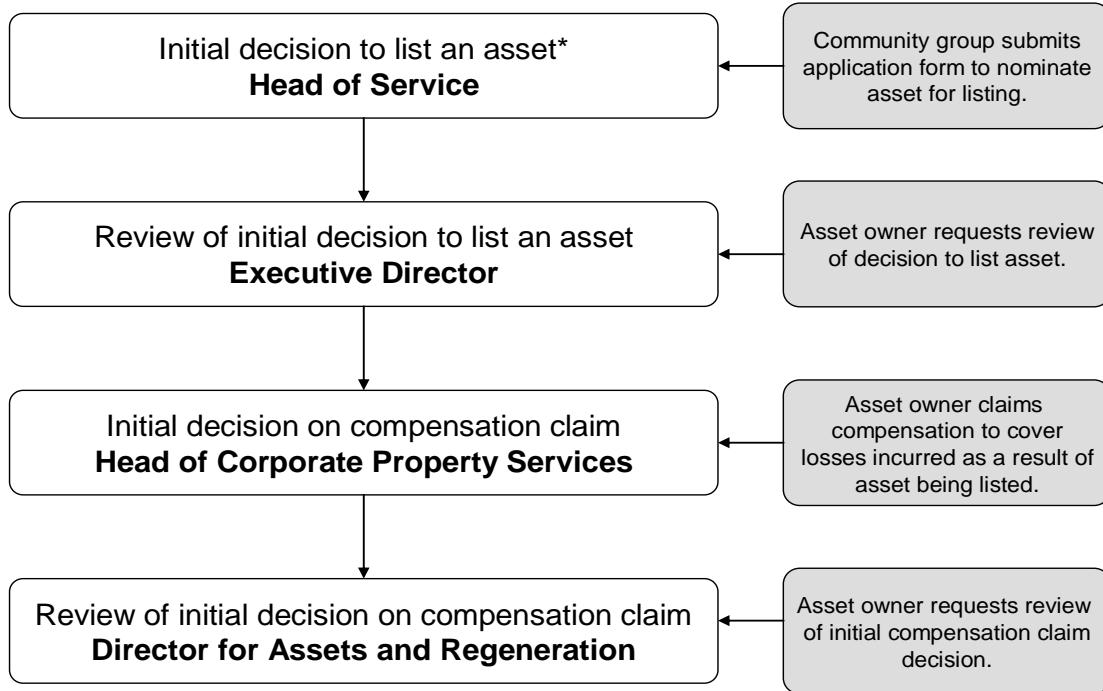 Initial decision to list an asset*
Head of Service
Community group submits
application form to nominate
asset for listing.
Review of initial decision to list an asset
Executive Director
Asset owner requests review
of decision to list asset.
Initial decision on compensation claim
Head of Corporate Property Services
Asset owner claims
compensation to cover
losses incurred as a result of
asset being listed.
Review of initial decision on compensation claim
Director for Assets and Regeneration
Asset owner requests review
of initial compensation claim
decision.